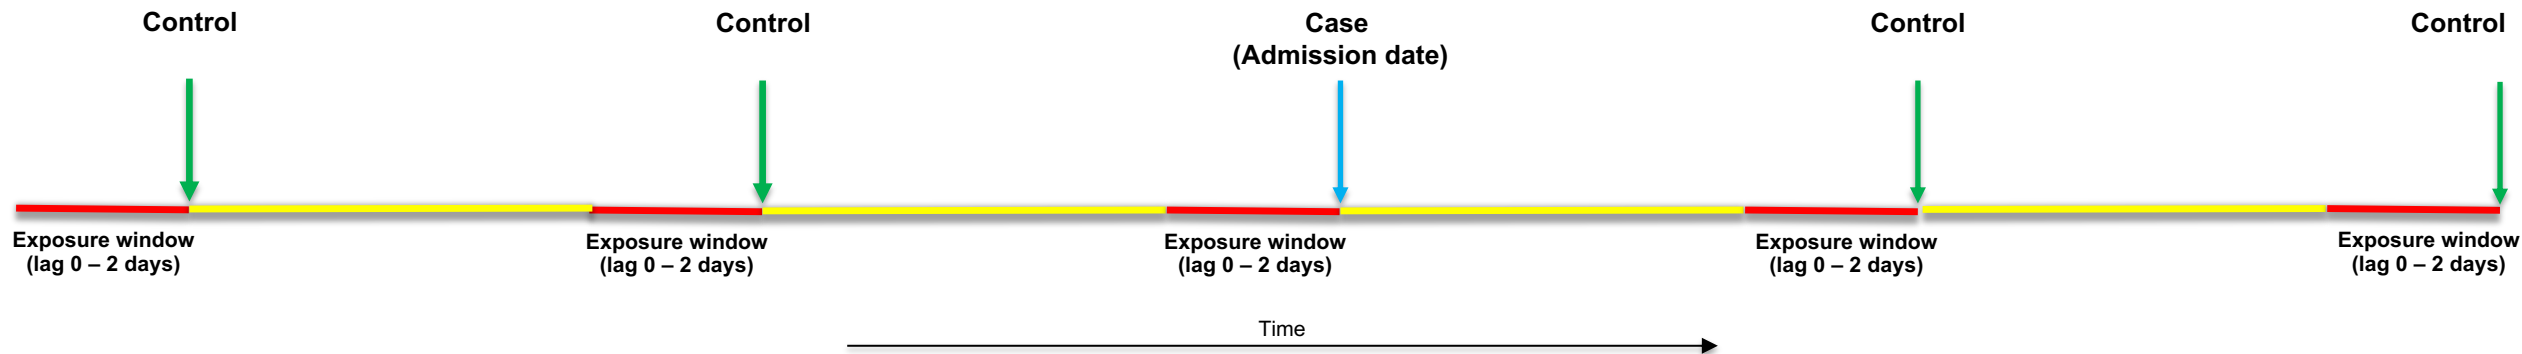 Control
Control
Case
(Admission date)
Control
Control
Exposure window
(lag 0 – 2 days)
Exposure window
(lag 0 – 2 days)
Exposure window
(lag 0 – 2 days)
Exposure window
(lag 0 – 2 days)
Exposure window
(lag 0 – 2 days)
Time